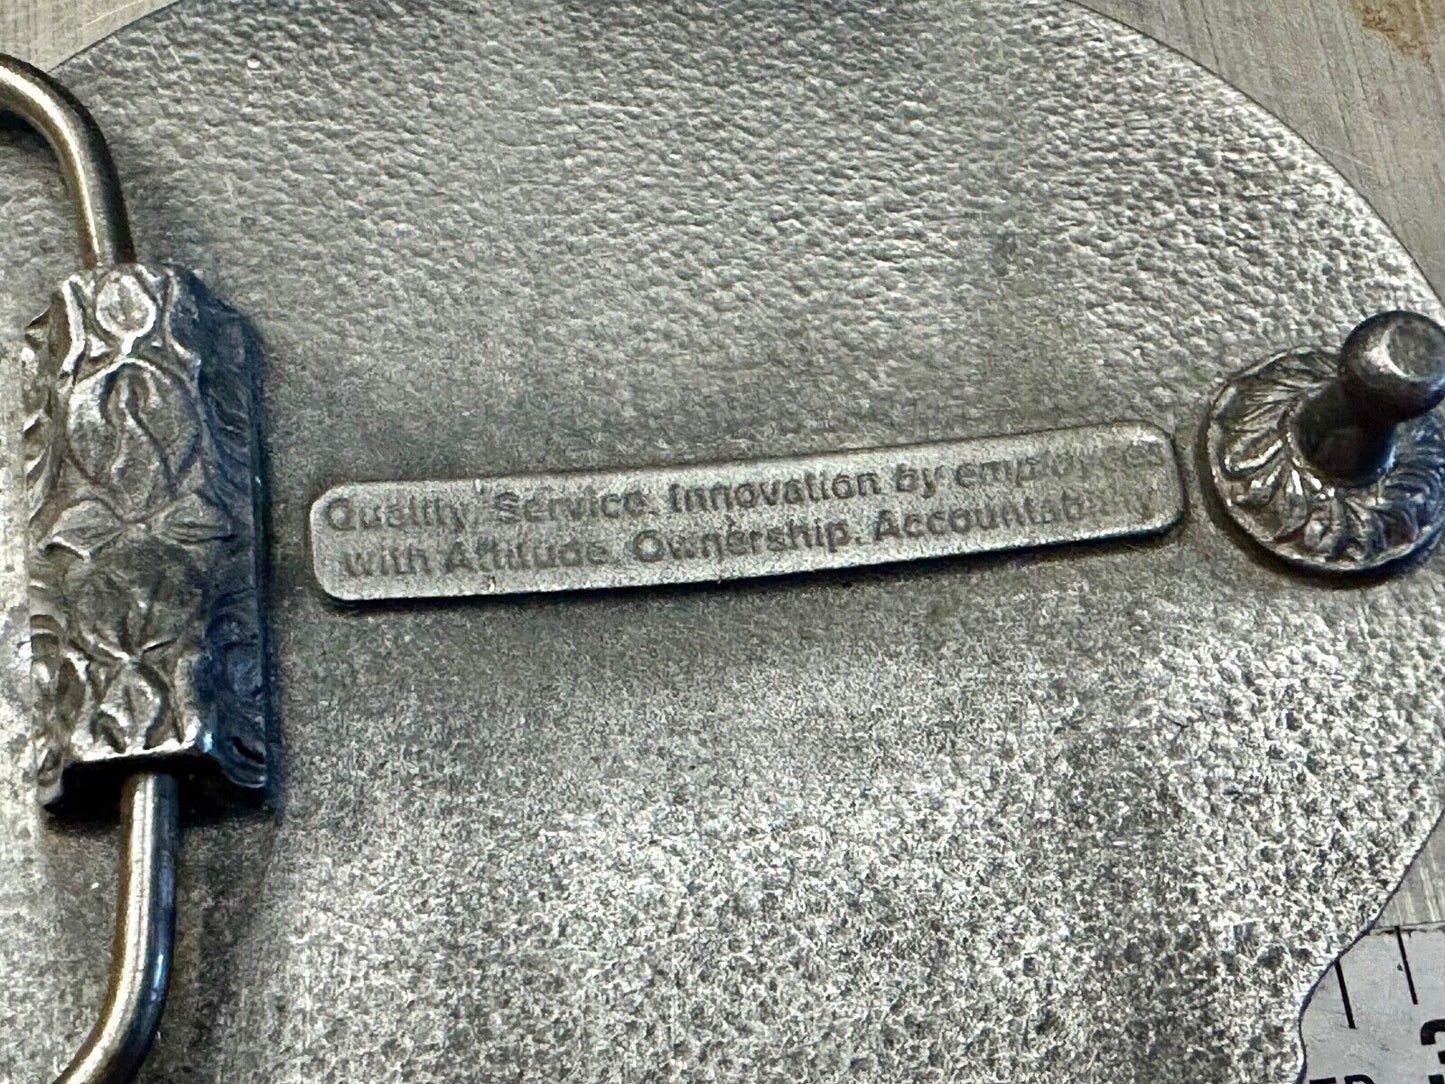 Quality, Service, Innovation by employees
with Attitude, Ownership, Accountability